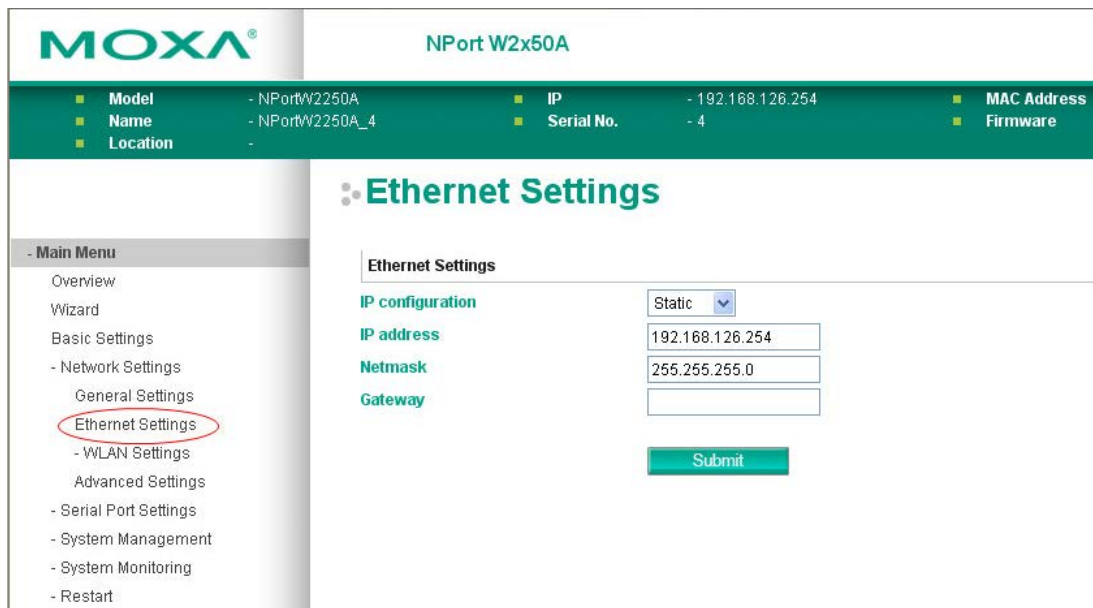 MOXA®
NPort W2x50A
Model - NPortW2250A IP - 192.168.126.254 MAC Address
Name - NPortW2250A_4 Serial No. - 4 Firmware
Location -
Ethernet Settings
- Main Menu
Overview
Wizard
Basic Settings
- Network Settings
General Settings
Ethernet Settings
- WLAN Settings
Advanced Settings
- Serial Port Settings
- System Management
- System Monitoring
- Restart
Ethernet Settings
IP configuration Static
IP address 192.168.126.254
Netmask 255.255.255.0
Gateway
Submit